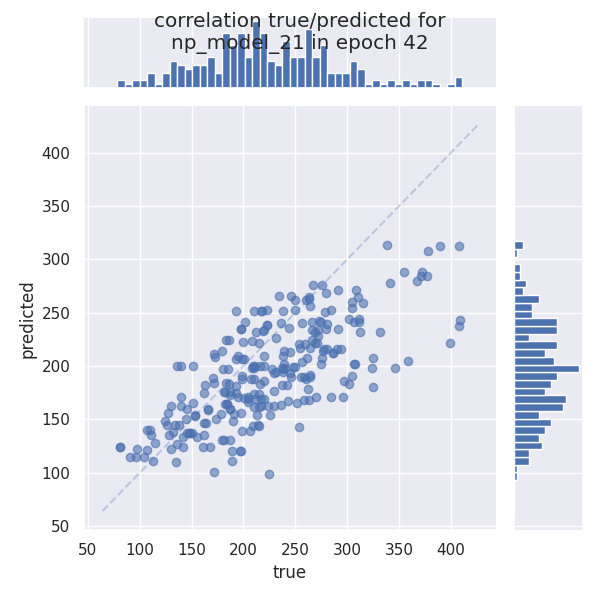 correlation true/predicted for
np_model_21 in epoch 42
400
350
300
250
200
150
100
50
predicted
50 100 150 200 250 300 350 400
true